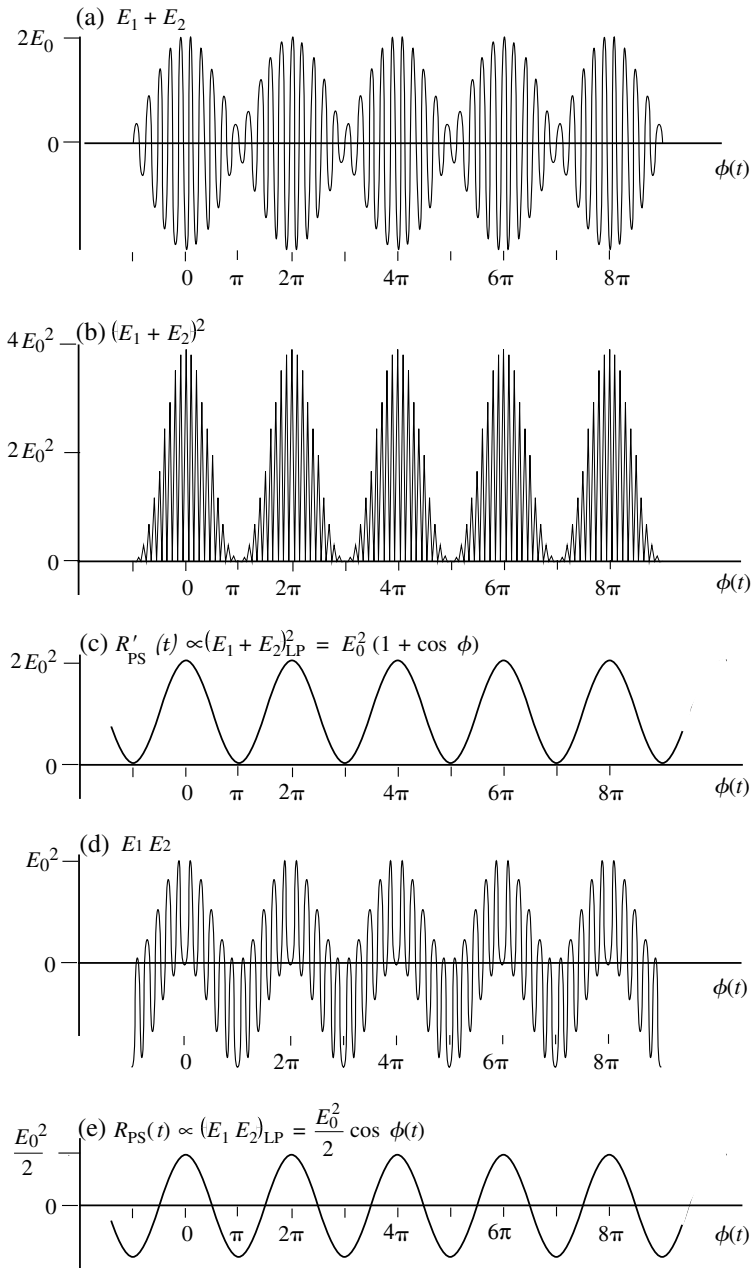 (a) E₁ + E₂
2E₀
0
ϕ(t)
0 π 2π 4π 6π 8π
(b) (E₁ + E₂)²
4E₀²
2E₀²
0
ϕ(t)
0 π 2π 4π 6π 8π
(c) R′PS (t) ∝ (E₁ + E₂)²LP = E₀² (1 + cos ϕ)
2E₀²
0
ϕ(t)
0 π 2π 4π 6π 8π
(d) E₁ E₂
E₀²
0
ϕ(t)
0 2π 4π 6π 8π
(e) RPS(t) ∝ (E₁ E₂)LP = E₀²/2 cos ϕ(t)
E₀²/2
0
0 π 2π 4π 6π 8π ϕ(t)